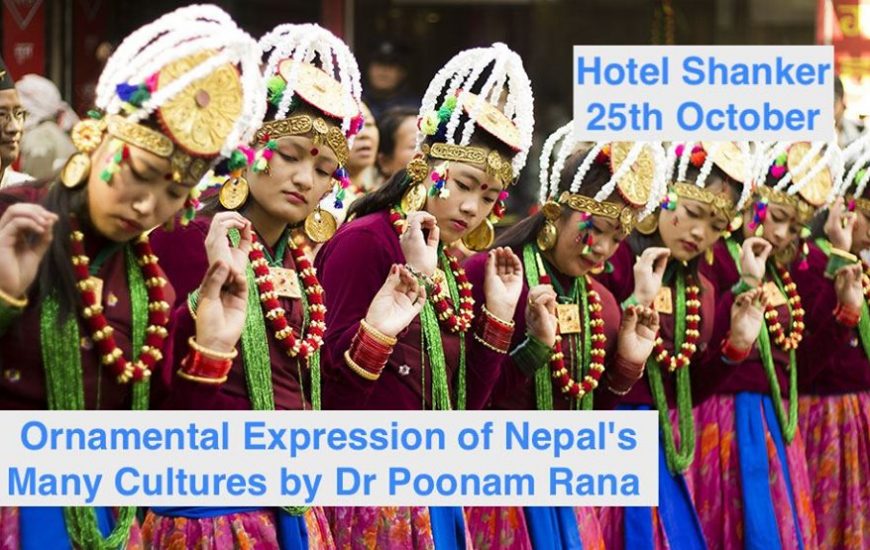 Hotel Shanker
25th October
Ornamental Expression of Nepal's
Many Cultures by Dr Poonam Rana